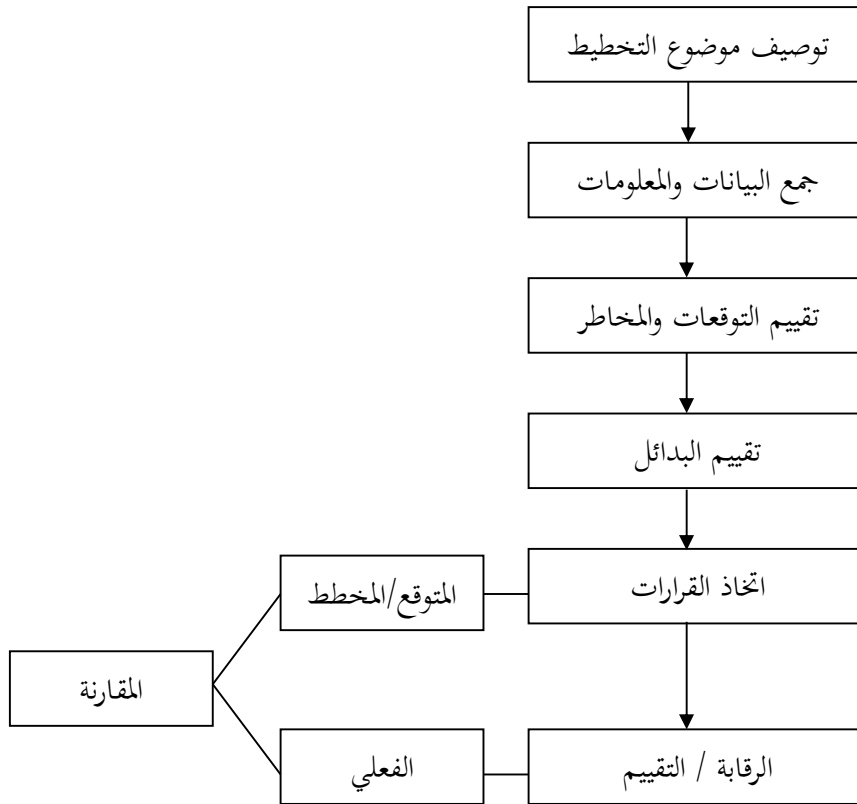 توصيف موضوع التخطيط
جمع البيانات والمعلومات
تقييم التوقعات والمخاطر
تقييم البدائل
اتخاذ القرارات
المتوقع/المخطط
المقارنة
الرقابة / التقييم
الفعلي